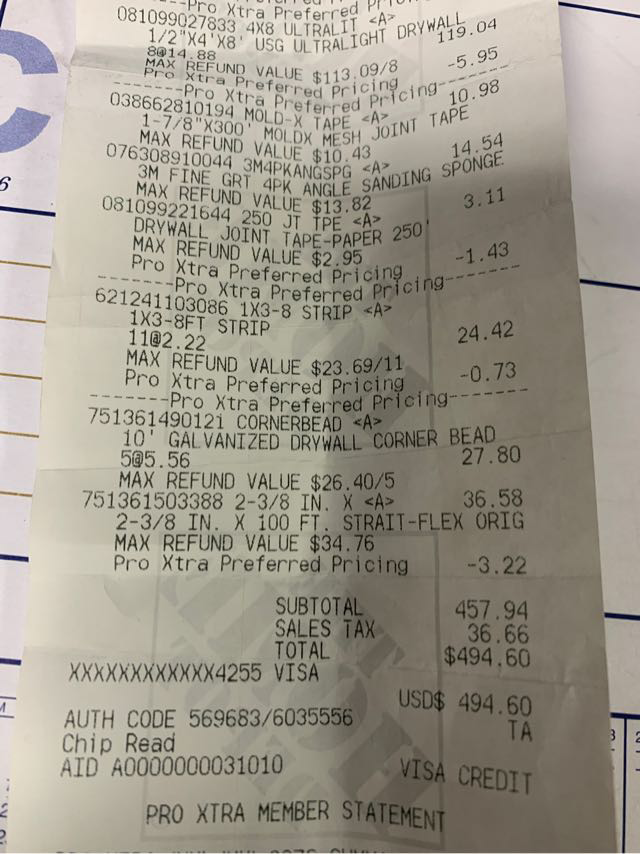 -----Pro Xtra Preferred Pri
081099027833 4X8 ULTRALIT <A>
1/2"X4'X8' USG ULTRALIGHT DRYWALL
8@14.88 119.04
MAX REFUND VALUE $113.09/8
Pro Xtra Preferred Pricing -5.95
-------Pro Xtra Preferred Pricing-------
038662810194 MOLD-X TAPE <A> 10.98
1-7/8"X300' MOLDX MESH JOINT TAPE
MAX REFUND VALUE $10.43
076308910044 3M4PKANGSPG <A> 14.54
3M FINE GRT 4PK ANGLE SANDING SPONGE
MAX REFUND VALUE $13.82
081099221644 250 JT TPE <A> 3.11
DRYWALL JOINT TAPE-PAPER 250'
MAX REFUND VALUE $2.95
Pro Xtra Preferred Pricing -1.43
-------Pro Xtra Preferred Pricing-------
621241103086 1X3-8 STRIP <A>
1X3-8FT STRIP
11@2.22 24.42
MAX REFUND VALUE $23.69/11
Pro Xtra Preferred Pricing -0.73
-------Pro Xtra Preferred Pricing-------
751361490121 CORNERBEAD <A>
10' GALVANIZED DRYWALL CORNER BEAD
5@5.56 27.80
MAX REFUND VALUE $26.40/5
751361503388 2-3/8 IN. X <A> 36.58
2-3/8 IN. X 100 FT. STRAIT-FLEX ORIG
MAX REFUND VALUE $34.76
Pro Xtra Preferred Pricing -3.22
SUBTOTAL 457.94
SALES TAX 36.66
TOTAL $494.60
XXXXXXXXXXXX4255 VISA
USD$ 494.60
AUTH CODE 569683/6035556 TA
Chip Read
AID A0000000031010 VISA CREDIT
PRO XTRA MEMBER STATEMENT